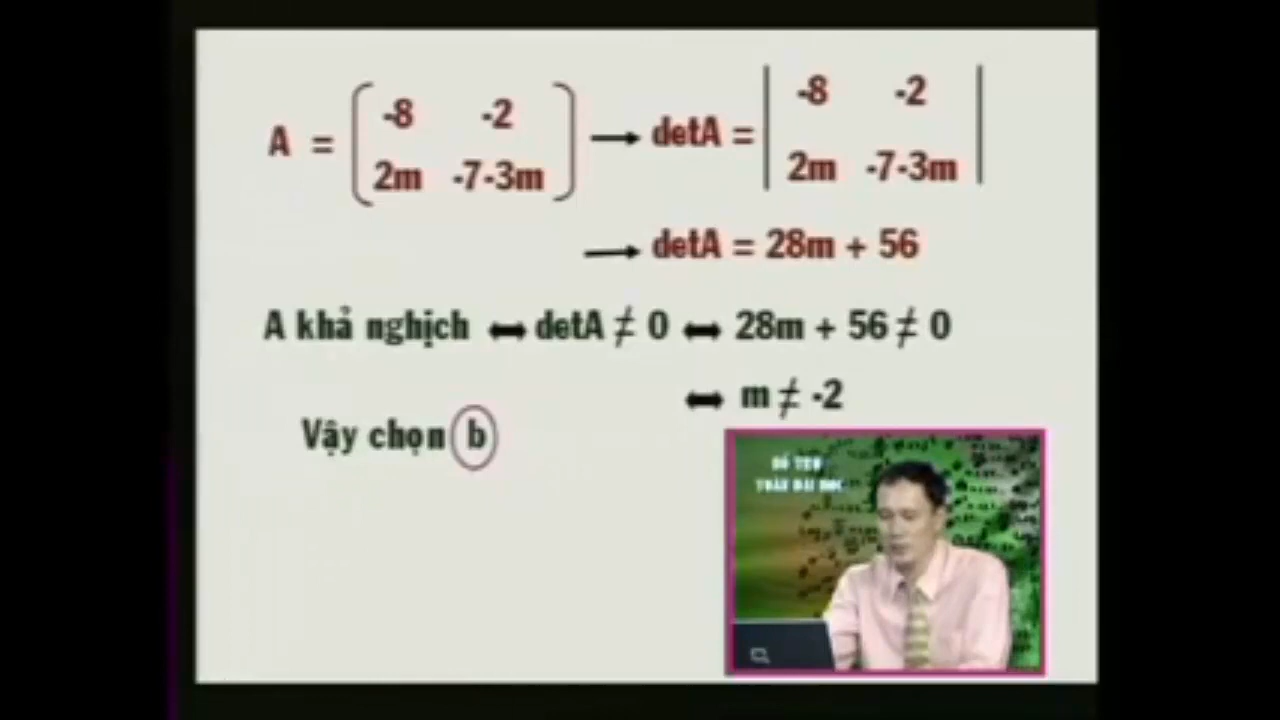 A = ( -8 -2
2m -7-3m ) → detA = | -8 -2
2m -7-3m |
→ detA = 28m + 56
A khả nghịch ⬌ detA ≠ 0 ⬌ 28m + 56 ≠ 0
⬌ m ≠ -2
Vậy chọn b